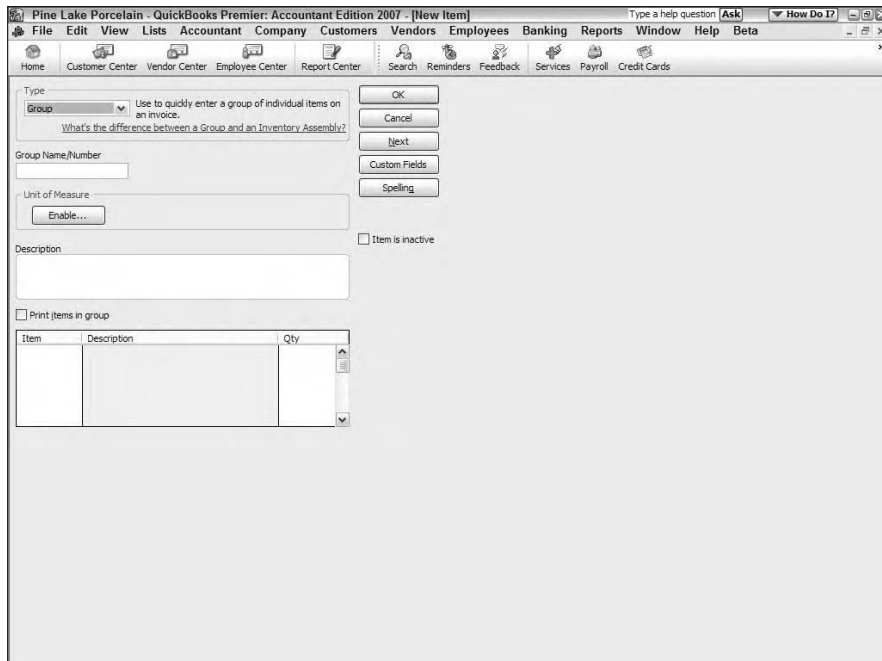 Pine Lake Porcelain - QuickBooks Premier: Accountant Edition 2007 - [New Item]
Type a help question Ask
How Do I?
File Edit View Lists Accountant Company Customers Vendors Employees Banking Reports Window Help Beta
Home Customer Center Vendor Center Employee Center Report Center Search Reminders Feedback Services Payroll Credit Cards
Type
Group
Use to quickly enter a group of individual items on
an invoice.
What's the difference between a Group and an Inventory Assembly?
OK
Cancel
Next
Custom Fields
Spelling
Group Name/Number
Unit of Measure
Enable...
Item is inactive
Description
Print items in group
Item Description Qty